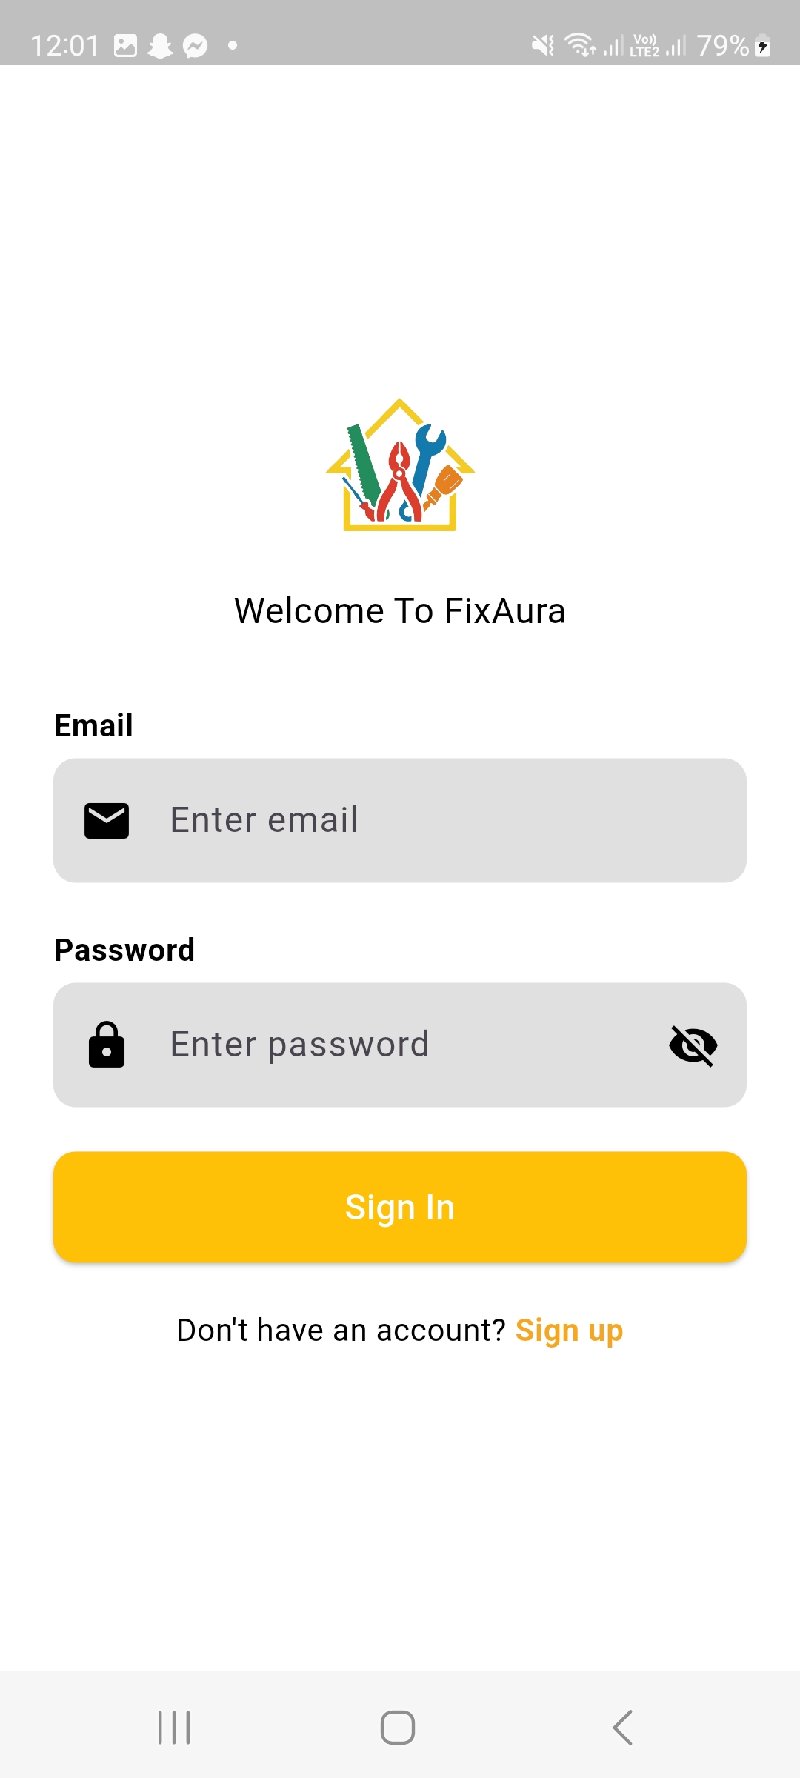 12:01 Vo)) LTE2 79%
Welcome To FixAura
Email
Enter email
Password
Enter password
Sign In
Don't have an account? Sign up